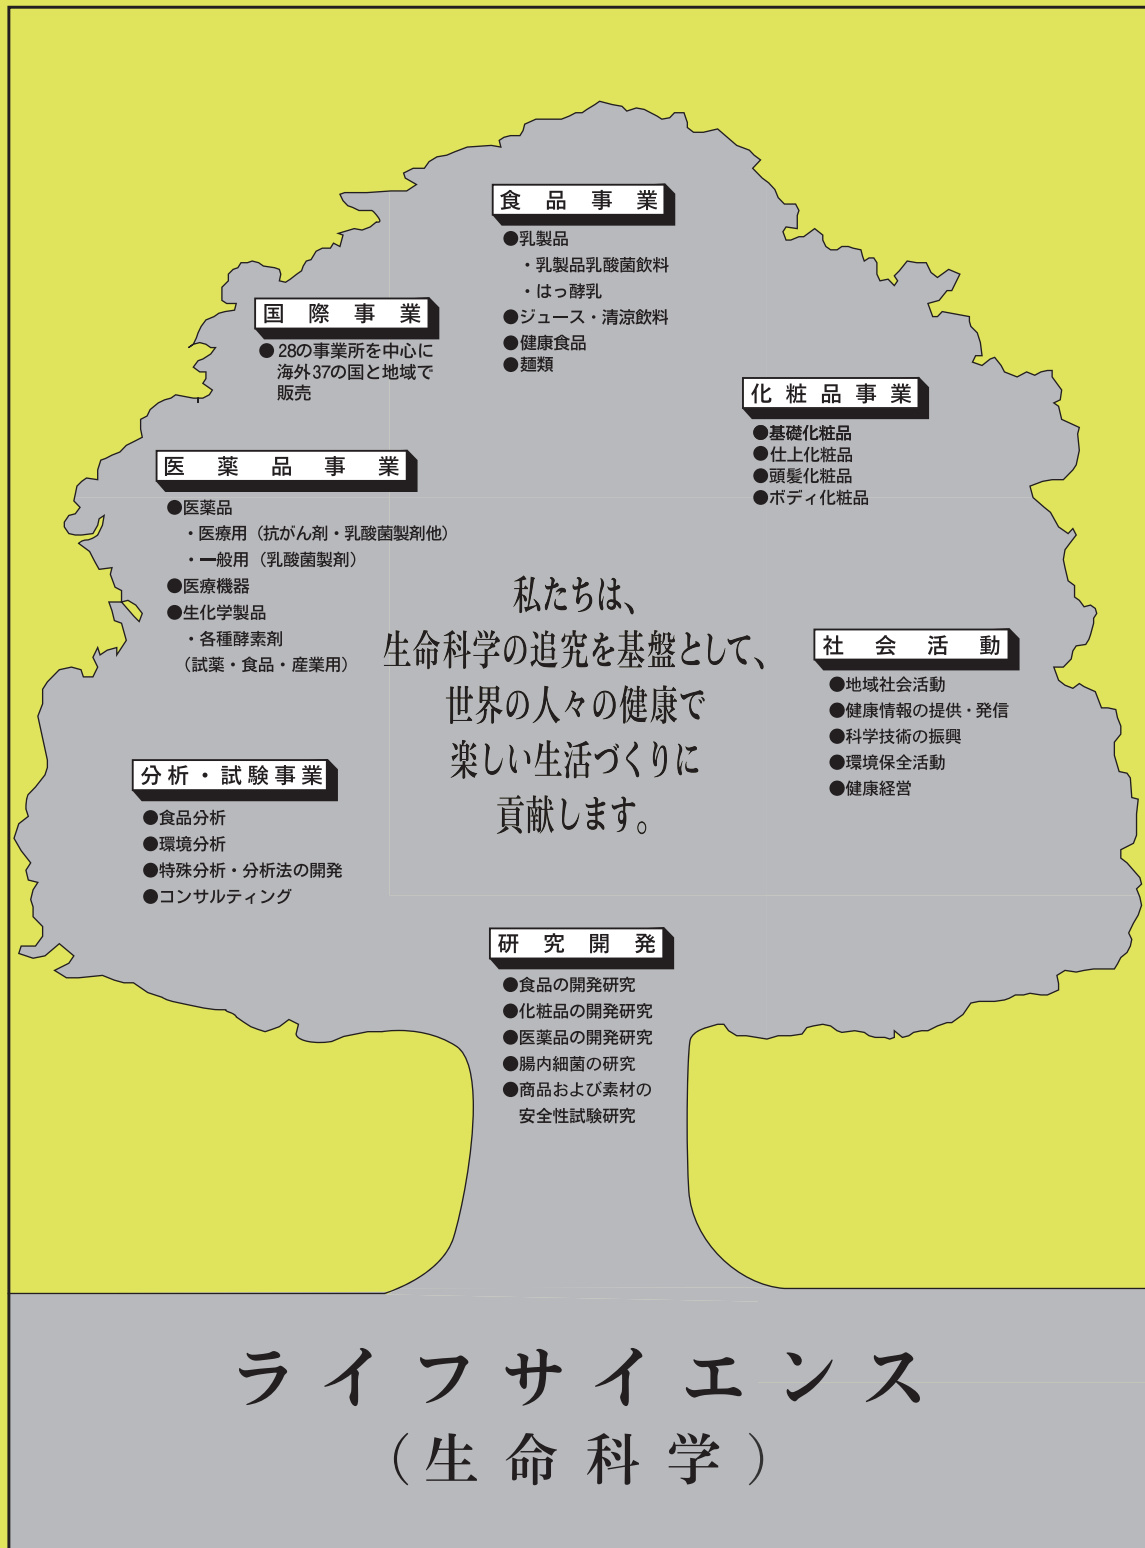 食品事業
●乳製品
・乳製品乳酸菌飲料
・はっ酵乳
●ジュース・清涼飲料
●健康食品
●麺類
国際事業
●28の事業所を中心に
海外37の国と地域で
販売
化粧品事業
●基礎化粧品
●仕上化粧品
●頭髪化粧品
●ボディ化粧品
医薬品事業
●医薬品
・医療用（抗がん剤・乳酸菌製剤他）
・一般用（乳酸菌製剤）
●医療機器
●生化学製品
・各種酵素剤
（試薬・食品・産業用）
私たちは、
生命科学の追究を基盤として、
世界の人々の健康で
楽しい生活づくりに
貢献します。
社会活動
●地域社会活動
●健康情報の提供・発信
●科学技術の振興
●環境保全活動
●健康経営
分析・試験事業
●食品分析
●環境分析
●特殊分析・分析法の開発
●コンサルティング
研究開発
●食品の開発研究
●化粧品の開発研究
●医薬品の開発研究
●腸内細菌の研究
●商品および素材の
安全性試験研究
ライフサイエンス
（生命科学）